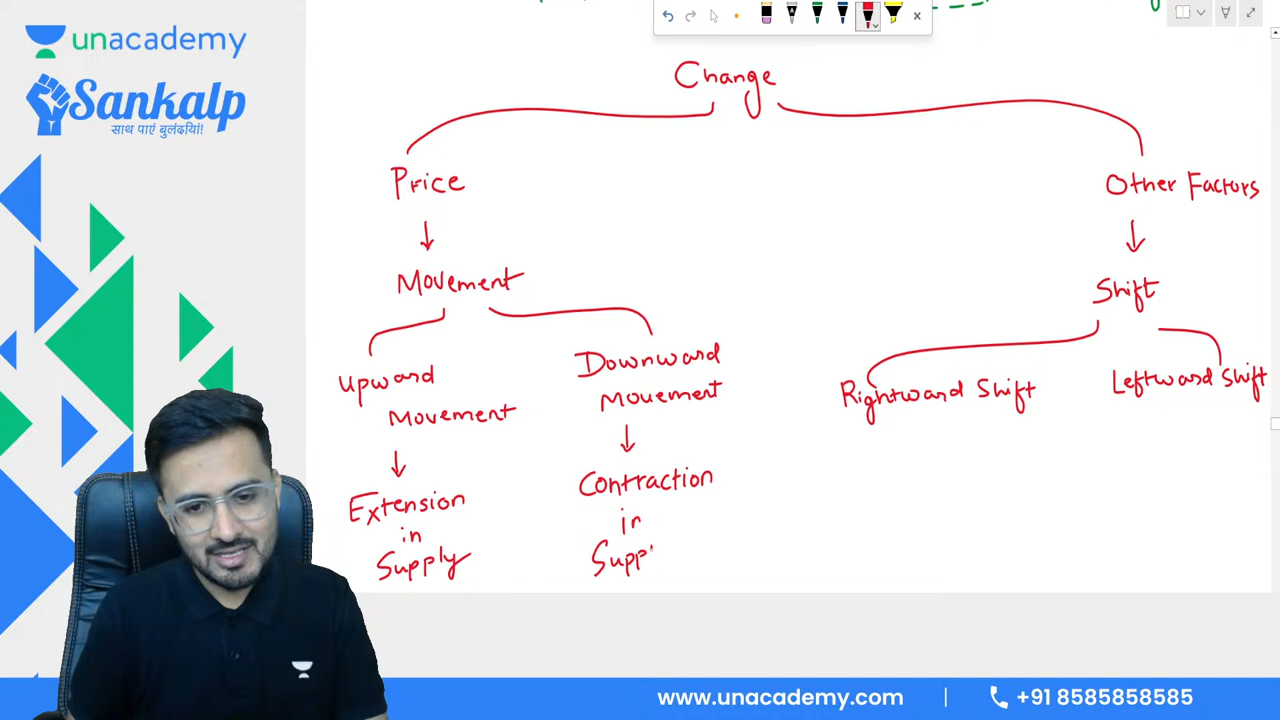 unacademy
Sankalp
साथ पाएं बुलंदियां!
Change
Price
Other Factors
Movement
Shift
Upward
Movement
Downward
Movement
Rightward Shift
Leftward Shift
Extension
in
Supply
Contraction
in
Supp
www.unacademy.com | +91 8585858585